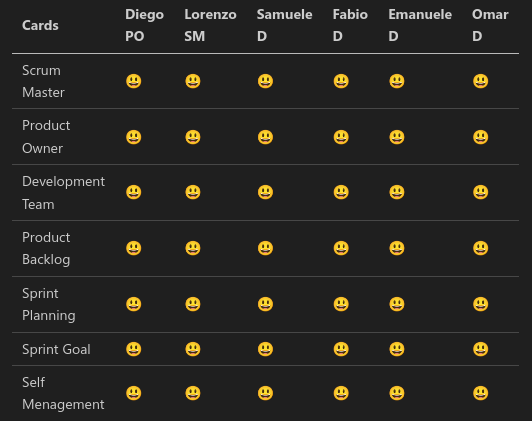 Cards Diego PO Lorenzo SM Samuele D Fabio D Emanuele D Omar D
Scrum Master 😃 😃 😃 😃 😃 😃
Product Owner 😃 😃 😃 😃 😃 😃
Development Team 😃 😃 😃 😃 😃 😃
Product Backlog 😃 😃 😃 😃 😃 😃
Sprint Planning 😃 😃 😃 😃 😃 😃
Sprint Goal 😃 😃 😃 😃 😃 😃
Self Menagement 😃 😃 😃 😃 😃 😃